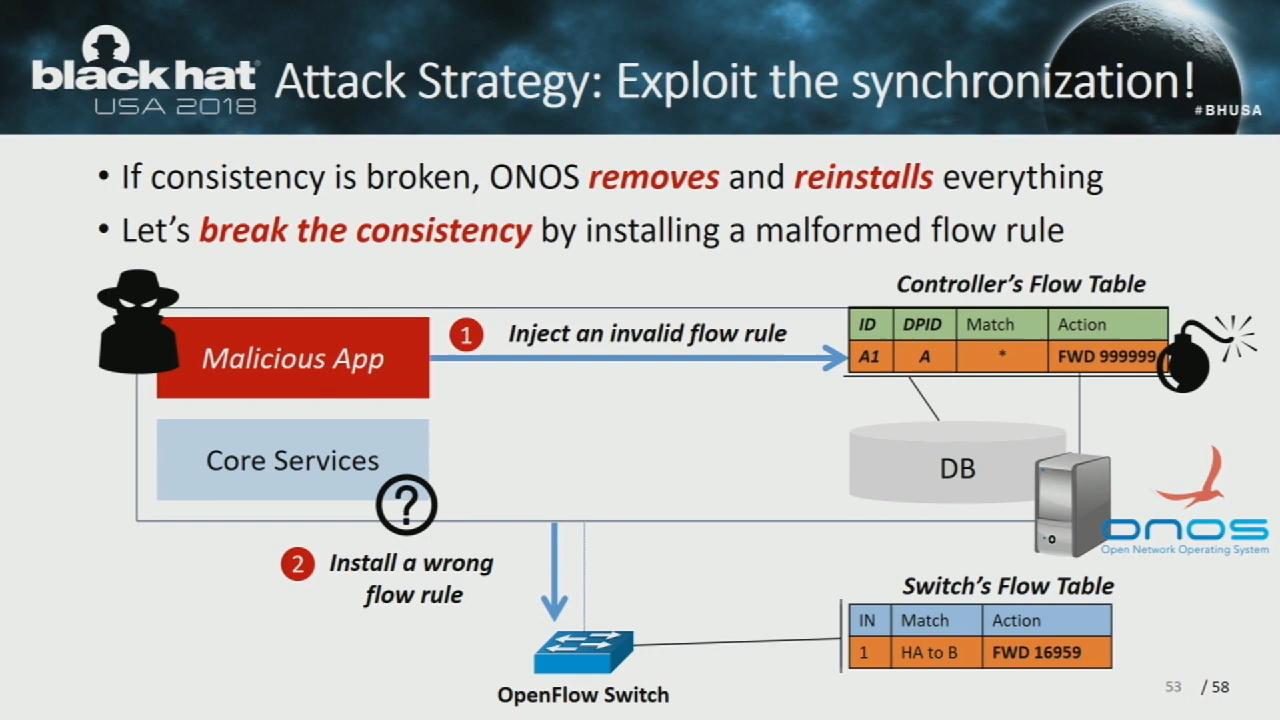 black hat
USA 2018
Attack Strategy: Exploit the synchronization!
#BHUSA
• If consistency is broken, ONOS removes and reinstalls everything
• Let's break the consistency by installing a malformed flow rule
Controller's Flow Table
ID DPID Match Action
A1 A * FWD 999999
1 Inject an invalid flow rule
Malicious App
Core Services
?
DB
onos
Open Network Operating System
2 Install a wrong
flow rule
Switch's Flow Table
IN Match Action
1 HA to B FWD 16959
OpenFlow Switch
53 / 58